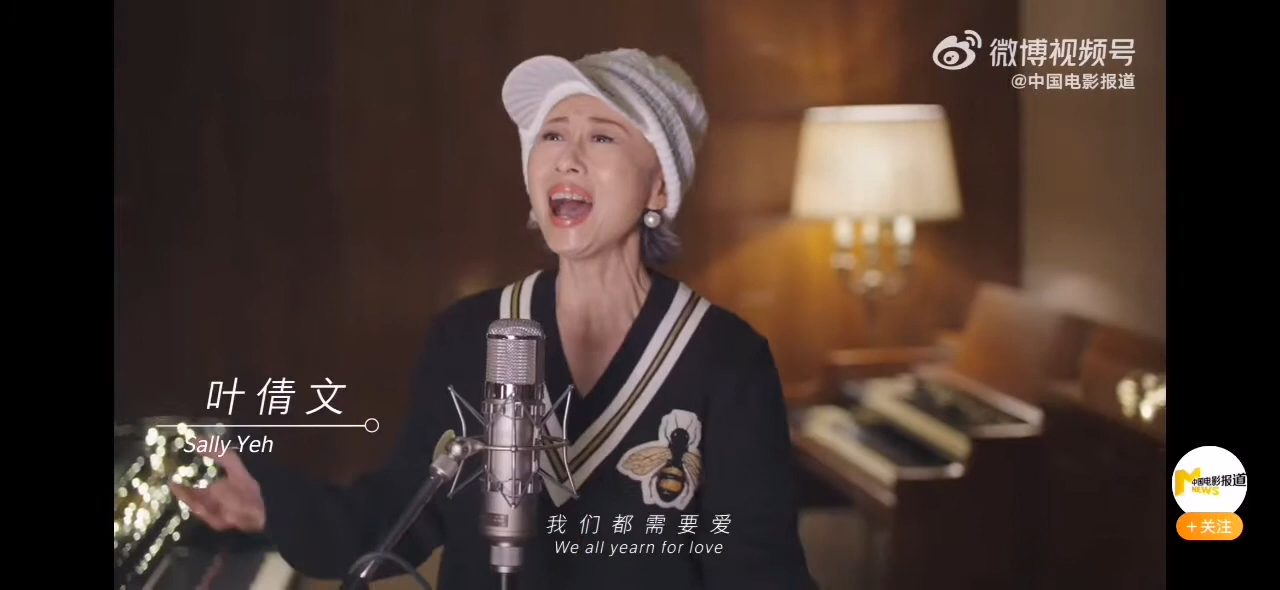 微博视频号
@中国电影报道
叶倩文
Sally Yeh
我们都需要爱
We all yearn for love
中国电影报道
M
NEWS
+关注